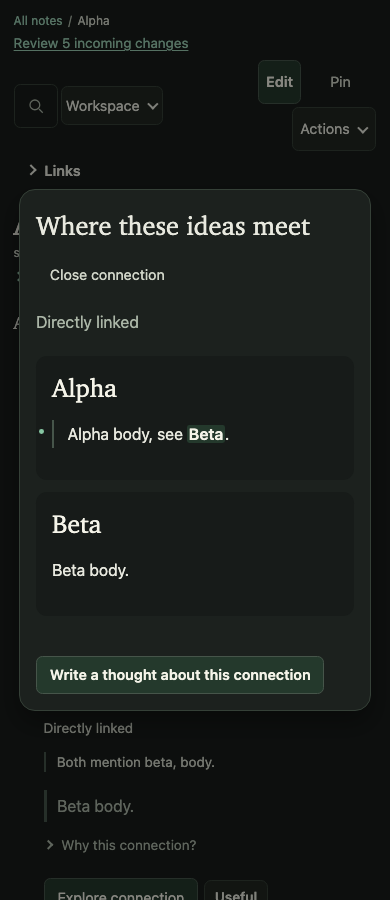 All notes / Alpha
Review 5 incoming changes
Edit
Pin
Workspace
Actions
Links
Where these ideas meet
Close connection
Directly linked
Alpha
Alpha body, see Beta.
Beta
Beta body.
Write a thought about this connection
Directly linked
Both mention beta, body.
Beta body.
Why this connection?
Explore connection
Useful